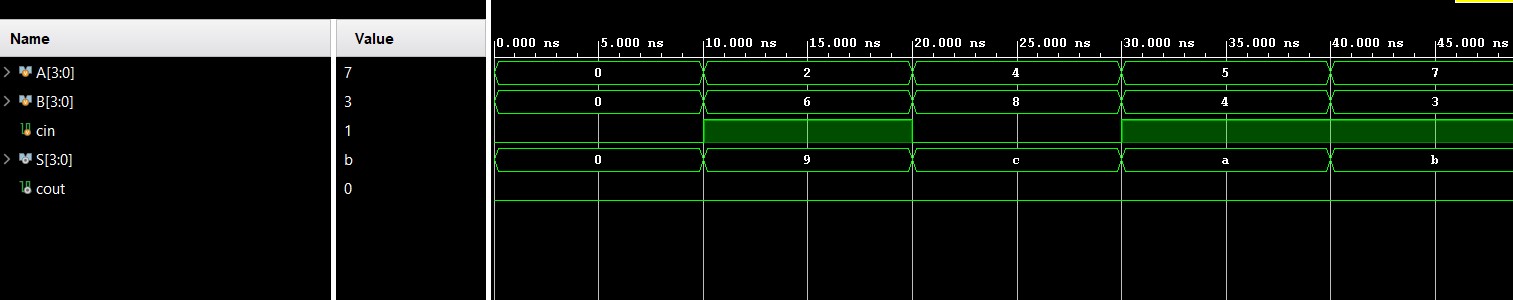 Name Value
0.000 ns 5.000 ns 10.000 ns 15.000 ns 20.000 ns 25.000 ns 30.000 ns 35.000 ns 40.000 ns 45.000 ns
A[3:0] 7 0 2 4 5 7
B[3:0] 3 0 6 8 4 3
cin 1
S[3:0] b 0 9 c a b
cout 0